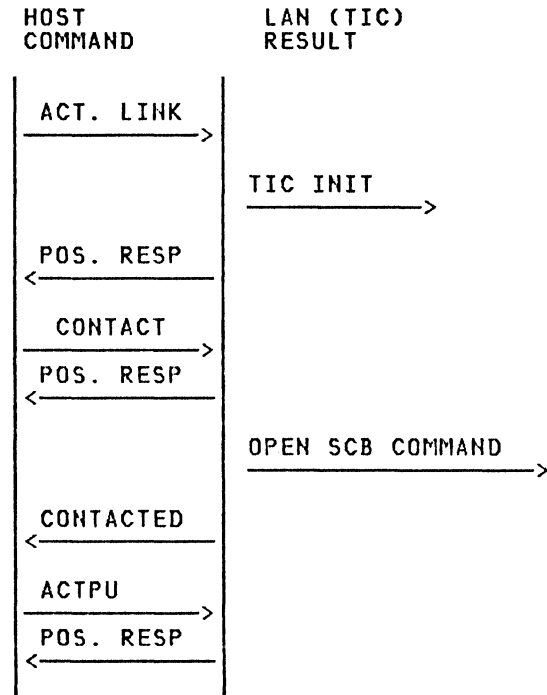 HOST LAN (TIC)
COMMAND RESULT
ACT. LINK
TIC INIT
POS. RESP
CONTACT
POS. RESP
OPEN SCB COMMAND
CONTACTED
ACTPU
POS. RESP